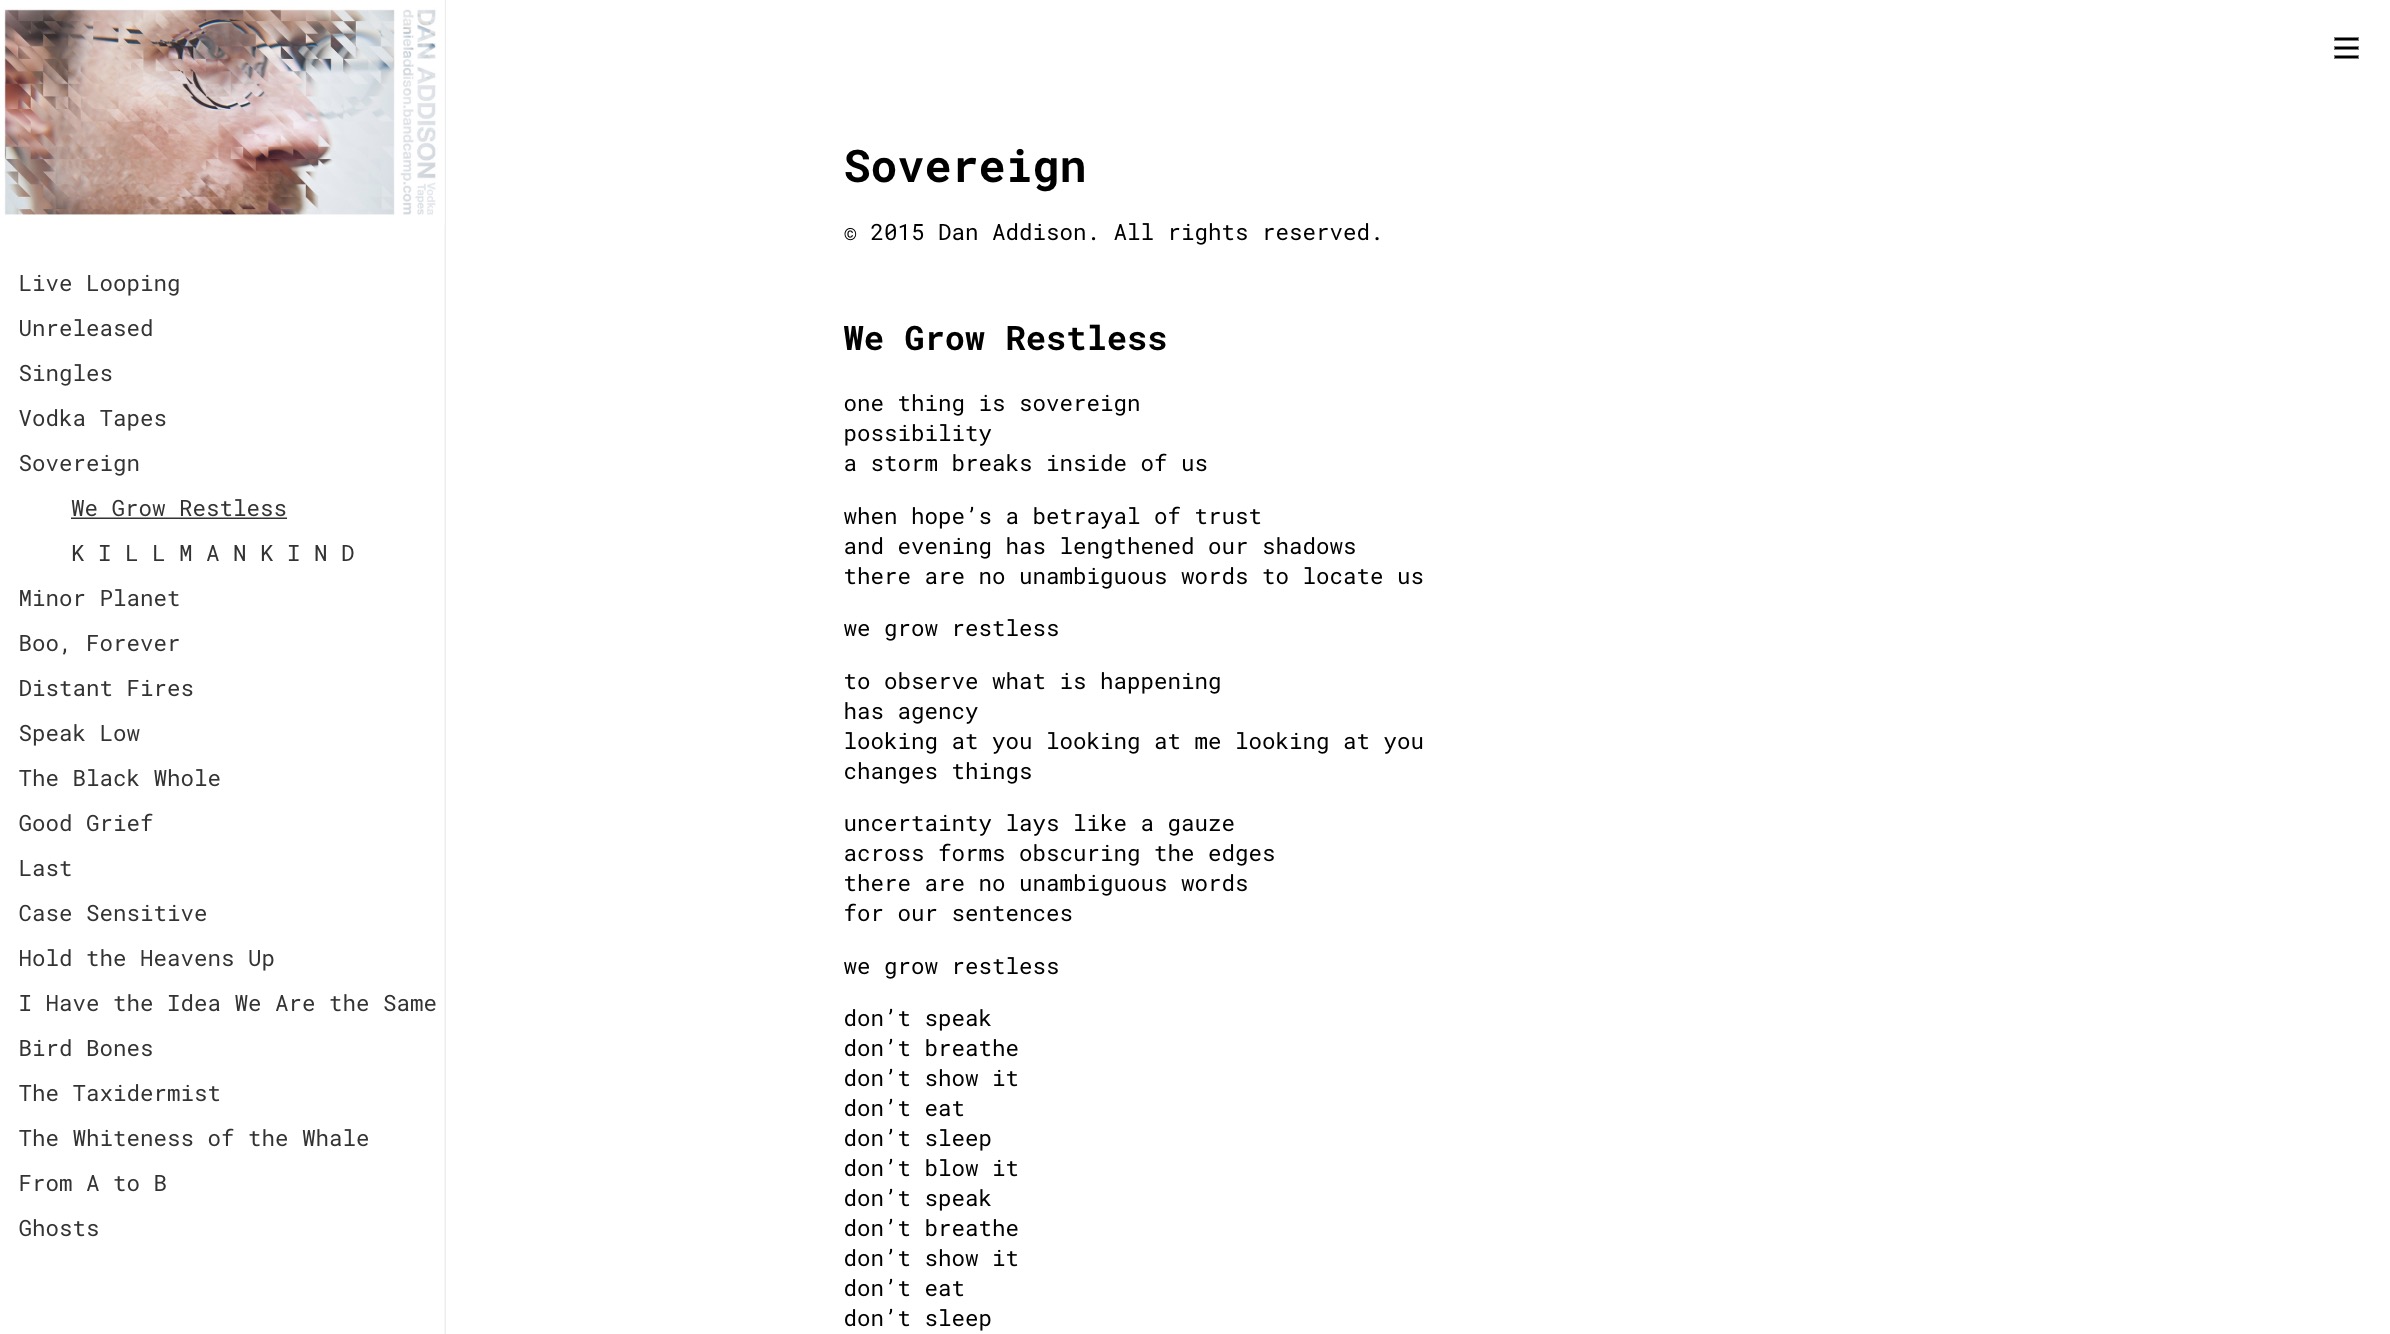 DAN ADDISON
Vodka
Tapes
danieladdison.bandcamp.com
Live Looping
Unreleased
Singles
Vodka Tapes
Sovereign
We Grow Restless
K I L L M A N K I N D
Minor Planet
Boo, Forever
Distant Fires
Speak Low
The Black Whole
Good Grief
Last
Case Sensitive
Hold the Heavens Up
I Have the Idea We Are the Same
Bird Bones
The Taxidermist
The Whiteness of the Whale
From A to B
Ghosts
Sovereign
© 2015 Dan Addison. All rights reserved.
We Grow Restless
one thing is sovereign
possibility
a storm breaks inside of us
when hope’s a betrayal of trust
and evening has lengthened our shadows
there are no unambiguous words to locate us
we grow restless
to observe what is happening
has agency
looking at you looking at me looking at you
changes things
uncertainty lays like a gauze
across forms obscuring the edges
there are no unambiguous words
for our sentences
we grow restless
don’t speak
don’t breathe
don’t show it
don’t eat
don’t sleep
don’t blow it
don’t speak
don’t breathe
don’t show it
don’t eat
don’t sleep